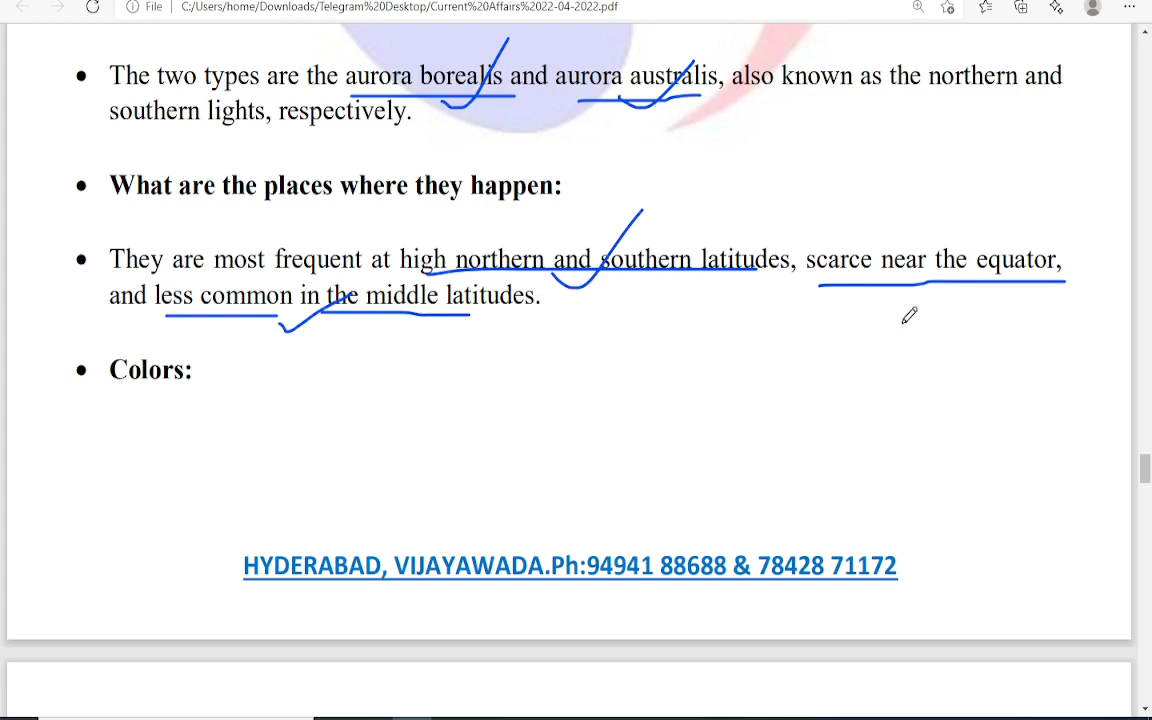 File | C:/Users/home/Downloads/Telegram%20Desktop/Current%20Affairs%2022-04-2022.pdf
• The two types are the aurora borealis and aurora australis, also known as the northern and
southern lights, respectively.
• What are the places where they happen:
• They are most frequent at high northern and southern latitudes, scarce near the equator,
and less common in the middle latitudes.
• Colors:
HYDERABAD, VIJAYAWADA.Ph:94941 88688 & 78428 71172